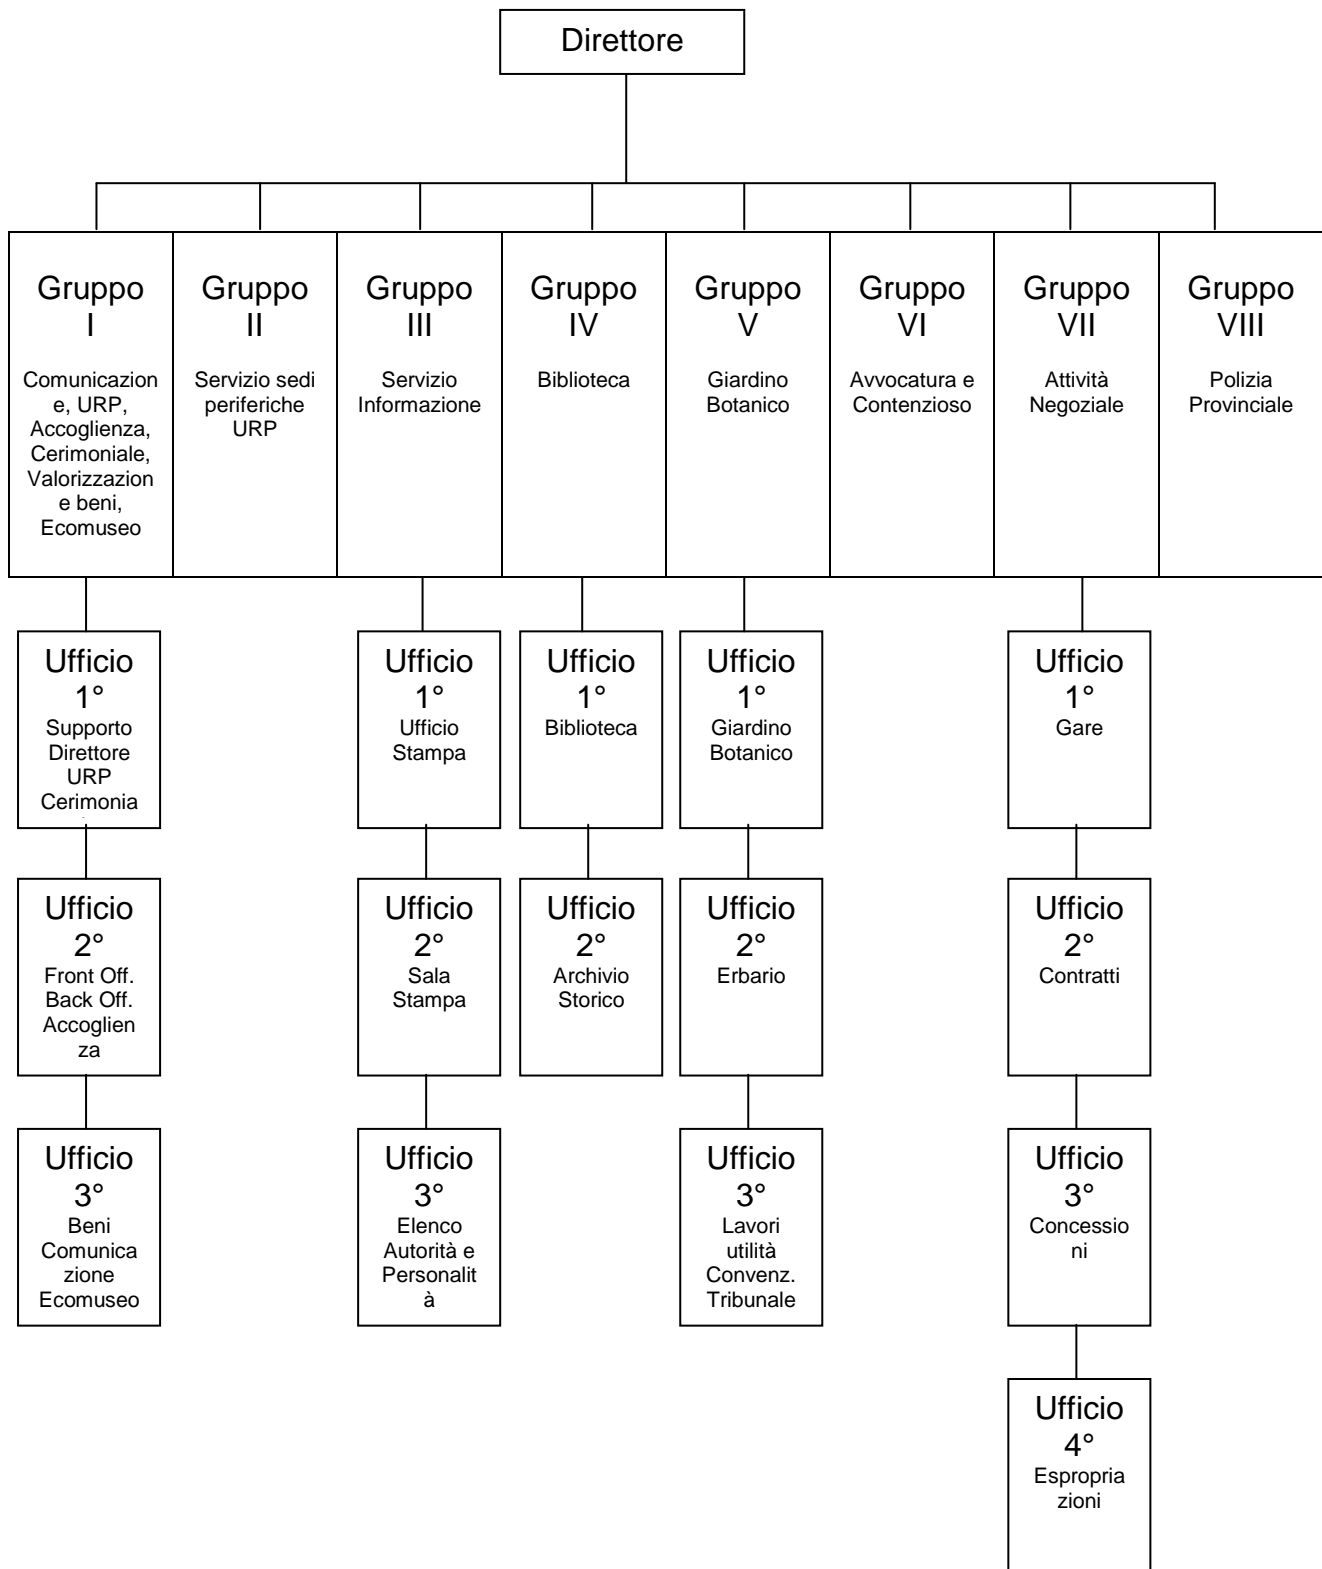 Direttore
Gruppo
I
Comunicazion
e, URP,
Accoglienza,
Cerimoniale,
Valorizzazion
e beni,
Ecomuseo
Gruppo
II
Servizio sedi
periferiche
URP
Gruppo
III
Servizio
Informazione
Gruppo
IV
Biblioteca
Gruppo
V
Giardino
Botanico
Gruppo
VI
Avvocatura e
Contenzioso
Gruppo
VII
Attività
Negoziale
Gruppo
VIII
Polizia
Provinciale
Ufficio
1°
Supporto
Direttore
URP
Cerimonia
Ufficio
1°
Ufficio
Stampa
Ufficio
1°
Biblioteca
Ufficio
1°
Giardino
Botanico
Ufficio
1°
Gare
Ufficio
2°
Front Off.
Back Off.
Accoglien
za
Ufficio
2°
Sala
Stampa
Ufficio
2°
Archivio
Storico
Ufficio
2°
Erbario
Ufficio
2°
Contratti
Ufficio
3°
Beni
Comunica
zione
Ecomuseo
Ufficio
3°
Elenco
Autorità e
Personalit
à
Ufficio
3°
Lavori
utilità
Convenz.
Tribunale
Ufficio
3°
Concessio
ni
Ufficio
4°
Espropria
zioni